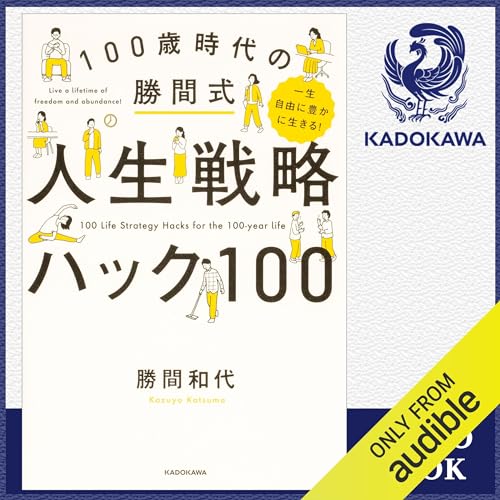 100歳時代の
勝間式
Live a lifetime of
freedom and abundance!
一生
自由に豊か
に生きる!
人生戦略
100 Life Strategy Hacks for the 100-year life
ハック100
勝間和代
Kazuyo Katsuma
KADOKAWA
KADOKAWA
ONLY FROM
audible